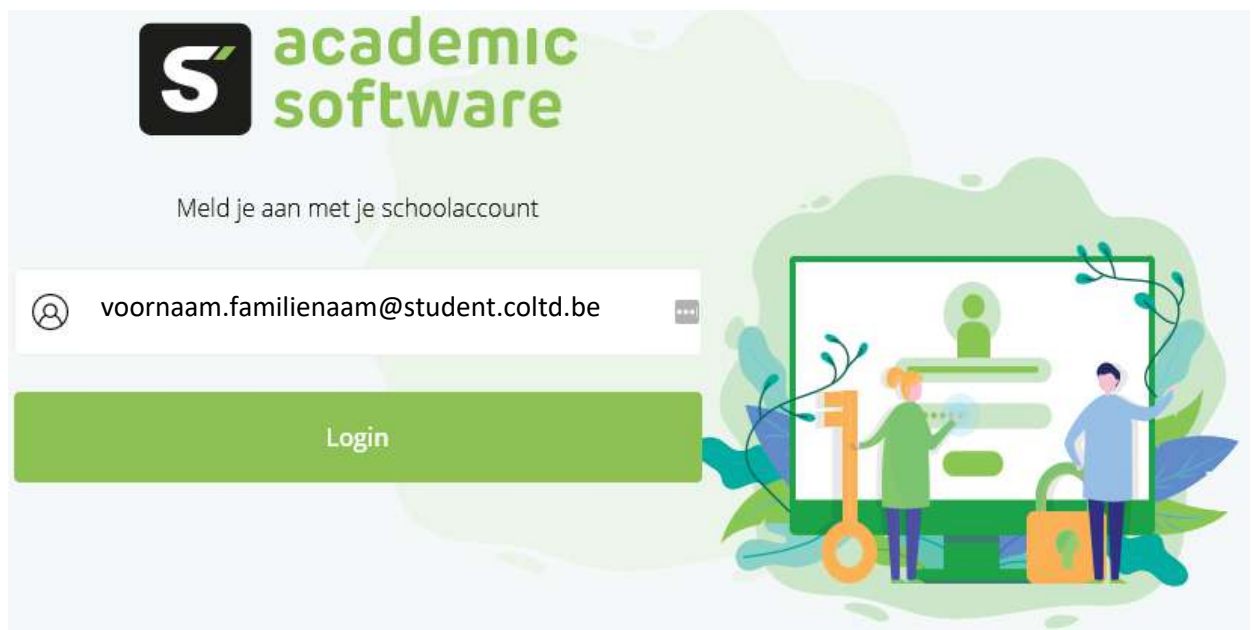 academic
software
Meld je aan met je schoolaccount
voornaam.familienaam@student.coltd.be
Login